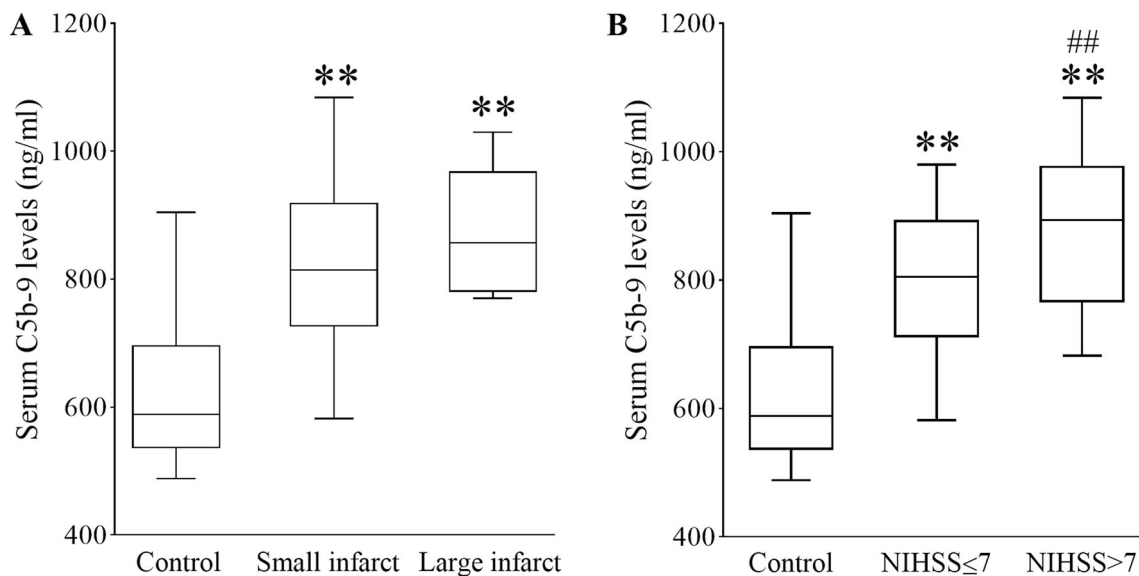 A
Serum C5b-9 levels (ng/ml)
1200
1000
800
600
400
**
**
Control
Small infarct
Large infarct
B
Serum C5b-9 levels (ng/ml)
1200
1000
800
600
400
**
##
**
Control
NIHSS≤7
NIHSS>7